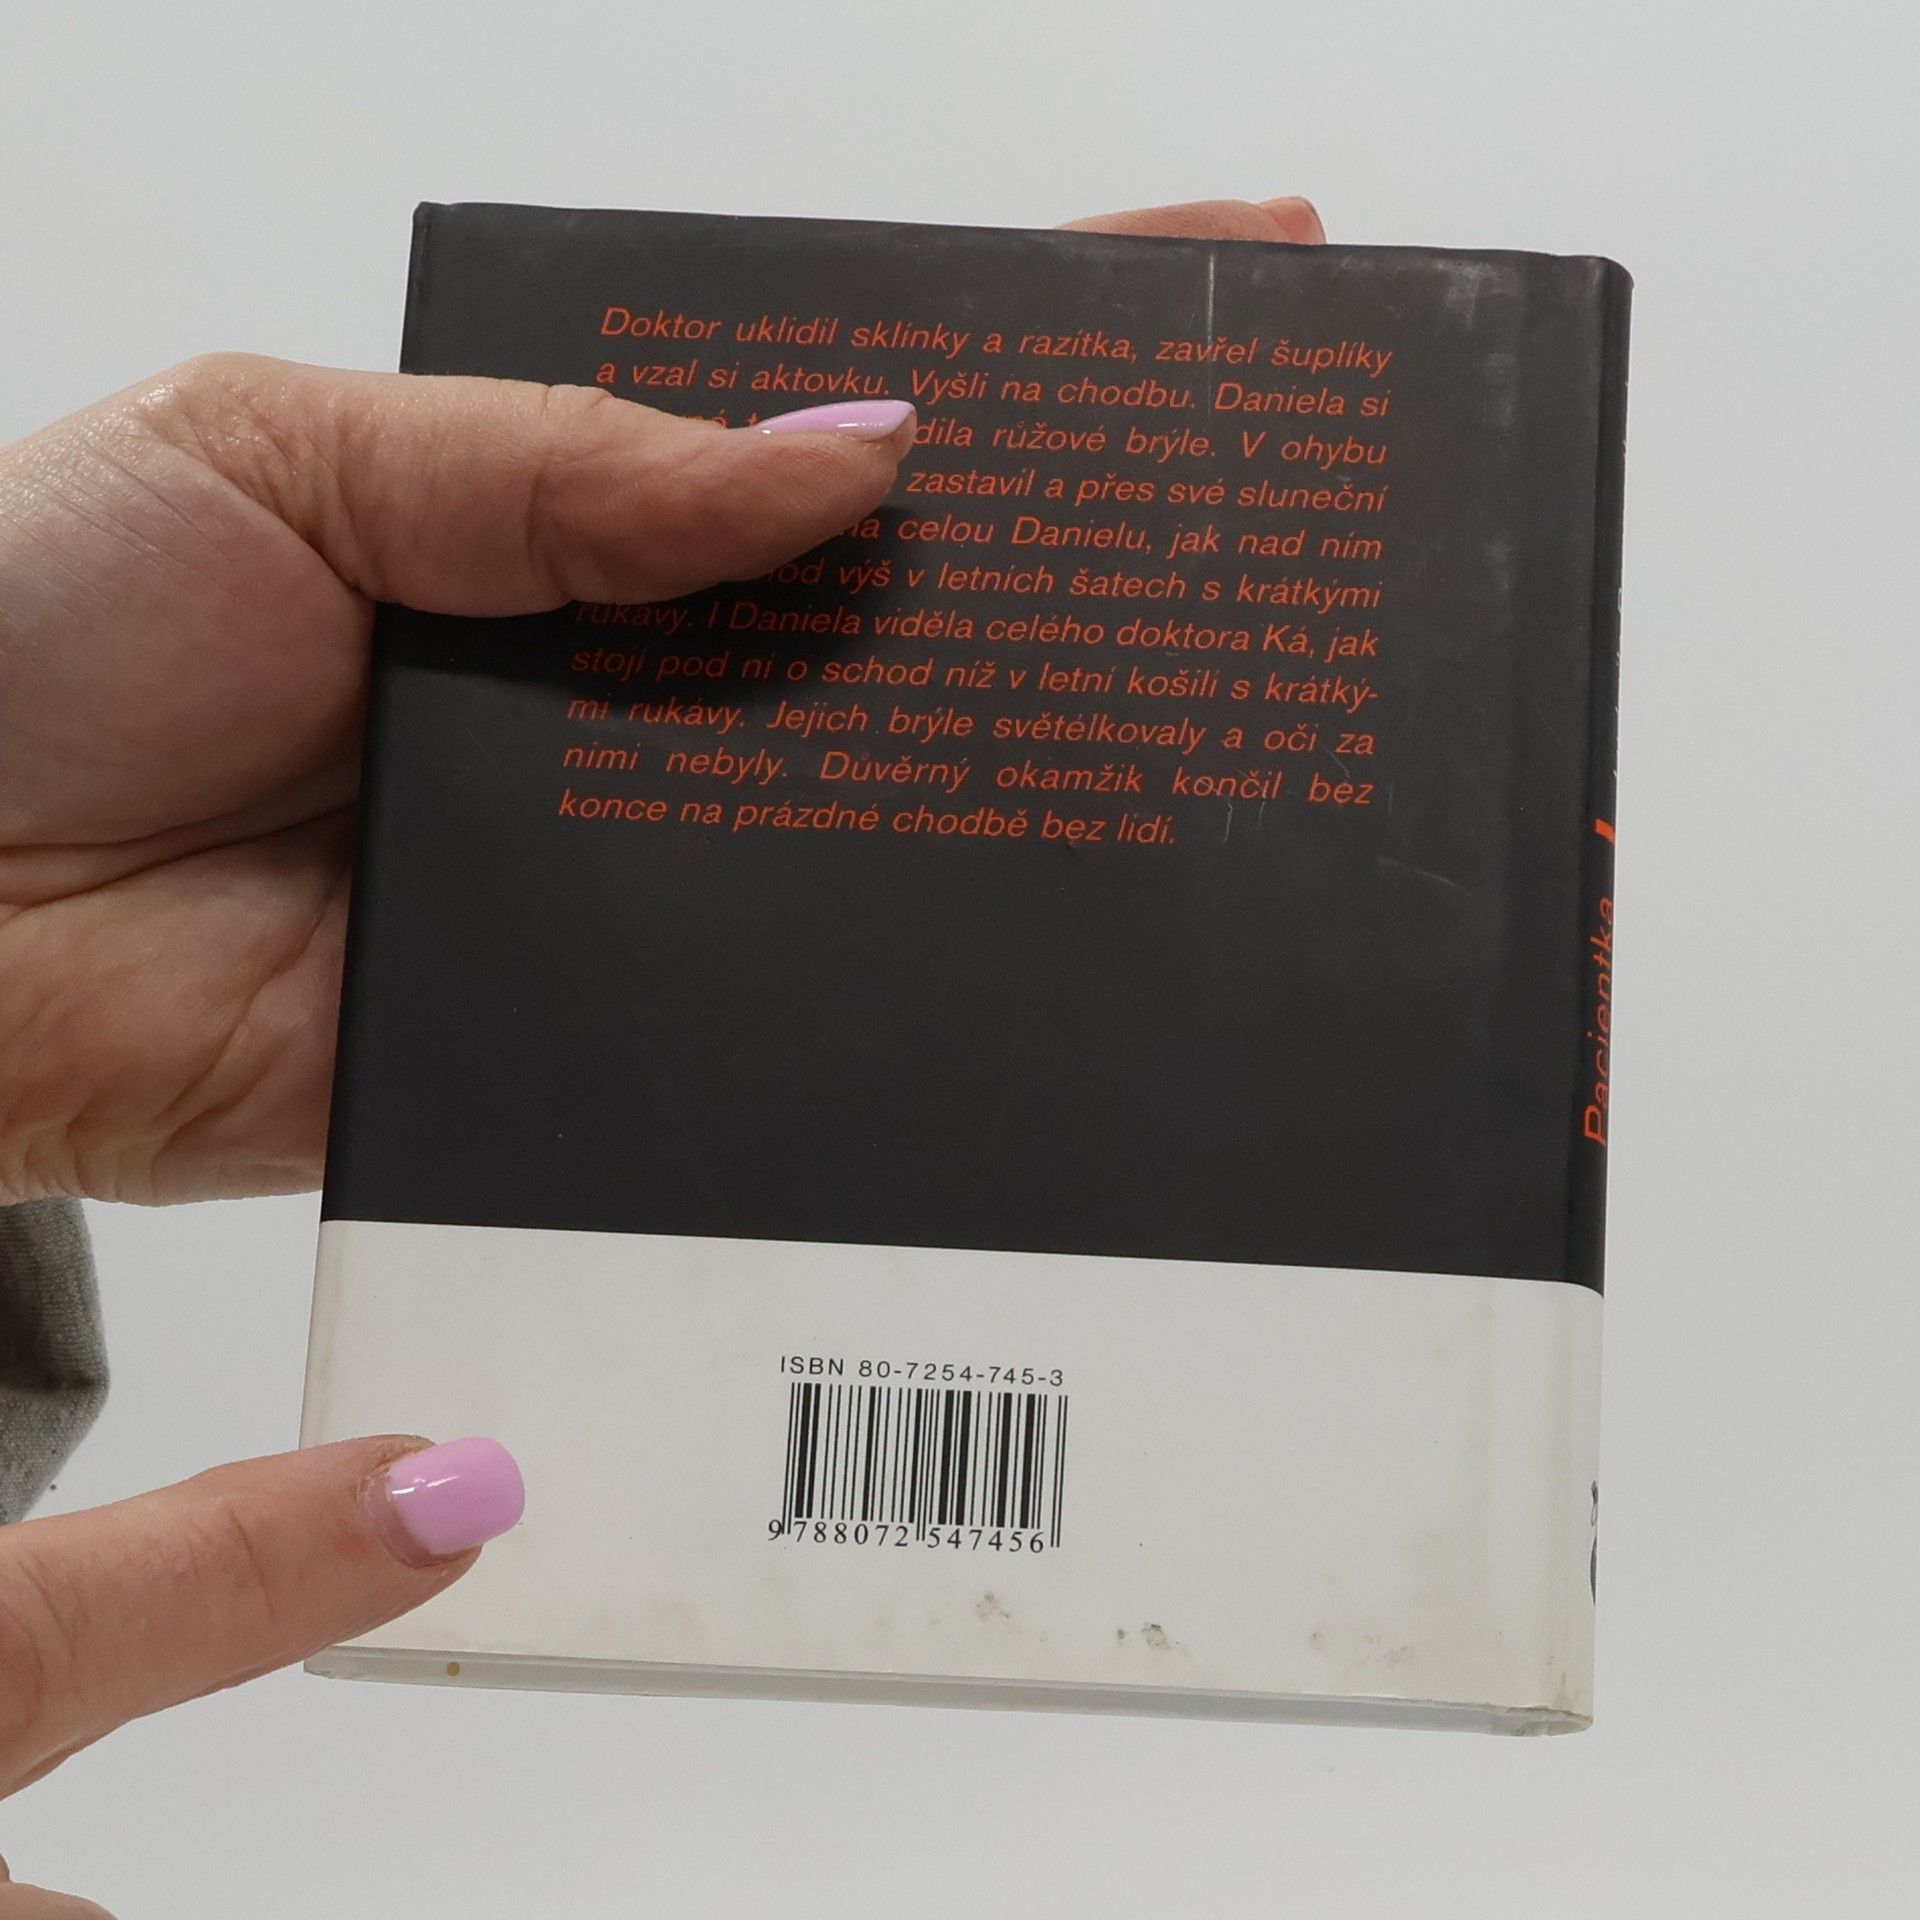 Doktor uklidil sklínky a razítka, zavřel šuplíky
a vzal si aktovku. Vyšli na chodbu. Daniela si
dila růžové brýle. V ohybu
zastavil a přes své sluneční
na celou Danielu, jak nad ním
výš v letních šatech s krátkými
rukávy. I Daniela viděla celého doktora Ká, jak
stojí pod ní o schod níž v letní košili s krátký-
mi rukávy. Jejich brýle světélkovaly a oči za
nimi nebyly. Důvěrný okamžik končil bez
konce na prázdné chodbě bez lidí.
Pacientka
ISBN 80-7254-745-3
9 788072 547456